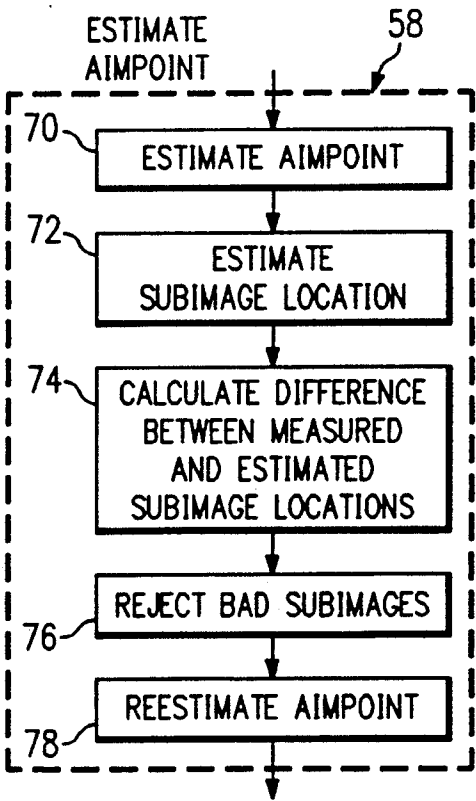 ESTIMATE
AIMPOINT
58
70
ESTIMATE AIMPOINT
72
ESTIMATE
SUBIMAGE LOCATION
74
CALCULATE DIFFERENCE
BETWEEN MEASURED
AND ESTIMATED
SUBIMAGE LOCATIONS
REJECT BAD SUBIMAGES
76
REESTIMATE AIMPOINT
78